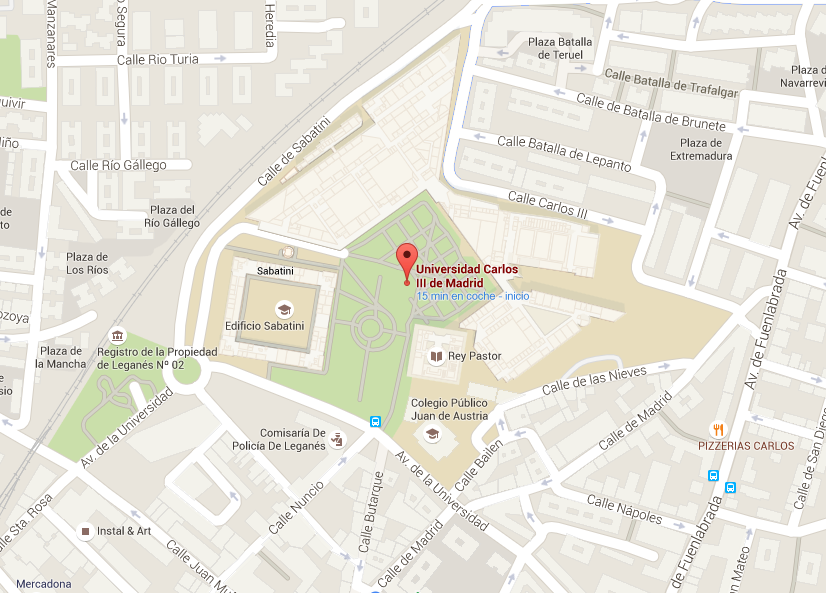 Manzanares
Segura
Heredia
Plaza Batalla
de Teruel
Calle Rio Turia
Plaza d
Navarrevi
Calle Batalla de Trafalgar
Calle de Batalla de Brunete
uivir
Calle de Sabatini
Plaza de
Extremadura
Calle Batalla de Lepanto
Calle Río Gállego
Calle Carlos III
Plaza del
Río Gállego
Av. de Fuenlabrada
Plaza de
Los Ríos
Sabatini
Universidad Carlos
III de Madrid
15 min en coche - inicio
Edificio Sabatini
Plaza de
la Mancha
Registro de la Propiedad
de Leganés Nº 02
Rey Pastor
Av. de Fuenlabrada
Calle de las Nieves
Colegio Público
Juan de Austria
Calle de Madrid
Av. de la Universidad
Comisaría De
Policía De Leganés
PIZZERIAS CARLOS
Calle de San Diego
Calle Bailen
Av. de la Universidad
Calle Nuncio
Calle Butarque
Calle Nápoles
Calle Sta. Rosa
Instal & Art
Calle Juan Mu
Calle de Madrid
de Fuenlabrada
San Mateo
Mercadona